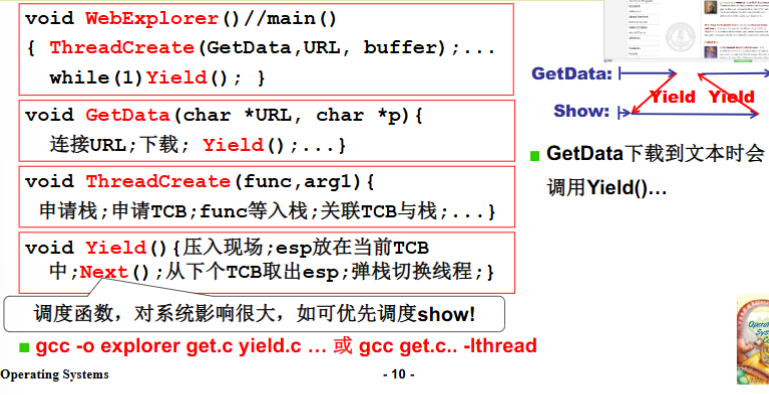 void WebExplorer()//main()
{ ThreadCreate(GetData,URL, buffer);...
while(1)Yield(); }
void GetData(char *URL, char *p){
连接URL;下载; Yield();...}
void ThreadCreate(func,arg1){
申请栈;申请TCB;func等入栈;关联TCB与栈;...}
void Yield(){压入现场;esp放在当前TCB
中;Next();从下个TCB取出esp;弹栈切换线程;}
调度函数，对系统影响很大，如可优先调度show!
gcc -o explorer get.c yield.c … 或 gcc get.c.. -lthread
GetData:
Yield Yield
Show:
GetData下载到文本时会
调用Yield()…
Operating Systems
- 10 -